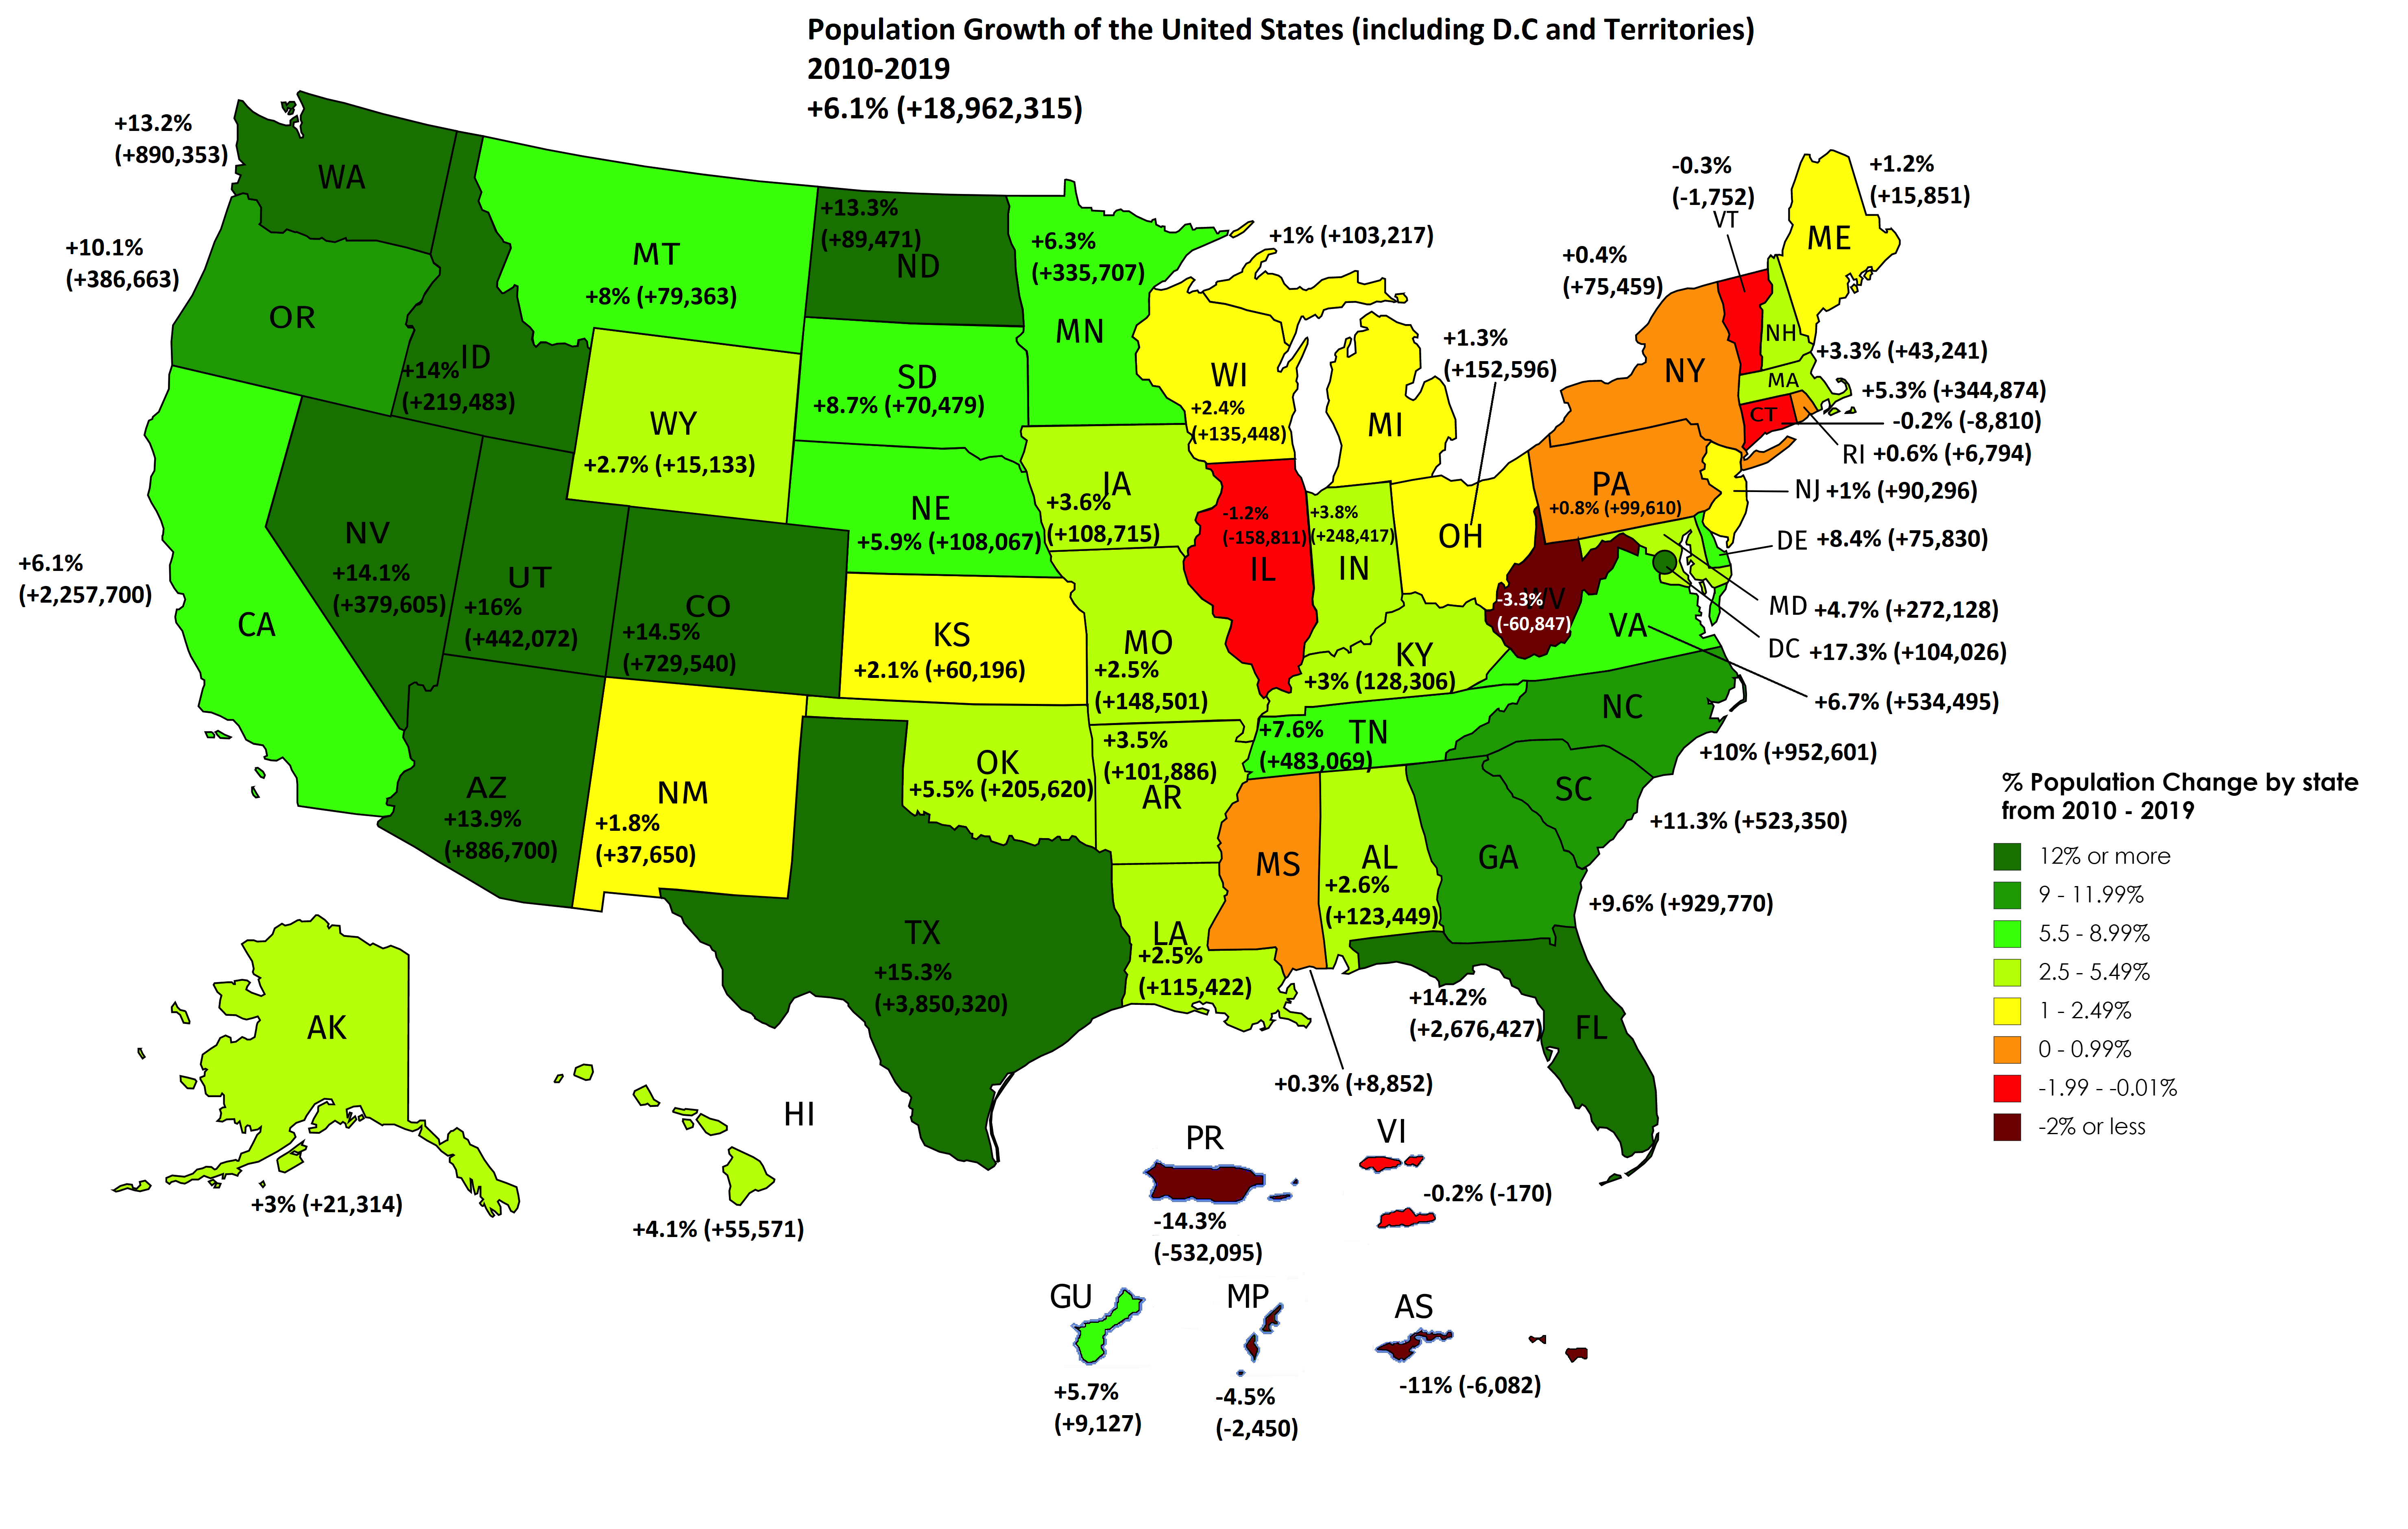 Population Growth of the United States (including D.C and Territories)
2010-2019
+6.1% (+18,962,315)
+13.2%
(+890,353)
WA
+10.1%
(+386,663)
OR
ID
+14%
(+219,483)
MT
+8% (+79,363)
+13.3%
(+89,471)
ND
+6.3%
(+335,707)
MN
+1% (+103,217)
MI
WI
+2.4%
(+135,448)
SD
+8.7% (+70,479)
WY
+2.7% (+15,133)
NE
+5.9% (+108,067)
IA
+3.6%
(+108,715)
+6.1%
(+2,257,700)
CA
NV
+14.1%
(+379,605)
UT
+16%
(+442,072)
CO
+14.5%
(+729,540)
KS
+2.1% (+60,196)
MO
+2.5%
(+148,501)
-1.2%
(-158,811)
IL
+3.8%
(+248,417)
IN
+1.3%
(+152,596)
OH
KY
+3% (128,306)
-3.3%
WV
(-60,847)
VA
+6.7% (+534,495)
PA
+0.8% (+99,610)
+0.4%
(+75,459)
NY
-0.3%
(-1,752)
VT
+1.2%
(+15,851)
ME
NH
+3.3% (+43,241)
MA
+5.3% (+344,874)
CT
-0.2% (-8,810)
RI +0.6% (+6,794)
NJ +1% (+90,296)
DE +8.4% (+75,830)
MD +4.7% (+272,128)
DC +17.3% (+104,026)
AZ
+13.9%
(+886,700)
NM
+1.8%
(+37,650)
OK
+5.5% (+205,620)
+3.5%
(+101,886)
AR
+7.6%
TN
(+483,069)
NC
+10% (+952,601)
SC
+11.3% (+523,350)
GA
+9.6% (+929,770)
AL
+2.6%
(+123,449)
MS
+0.3% (+8,852)
LA
+2.5%
(+115,422)
TX
+15.3%
(+3,850,320)
+14.2%
(+2,676,427)
FL
AK
+3% (+21,314)
HI
+4.1% (+55,571)
PR
-14.3%
(-532,095)
VI
-0.2% (-170)
GU
+5.7%
(+9,127)
MP
-4.5%
(-2,450)
AS
-11% (-6,082)
% Population Change by state
from 2010 - 2019
12% or more
9 - 11.99%
5.5 - 8.99%
2.5 - 5.49%
1 - 2.49%
0 - 0.99%
-1.99 - -0.01%
-2% or less